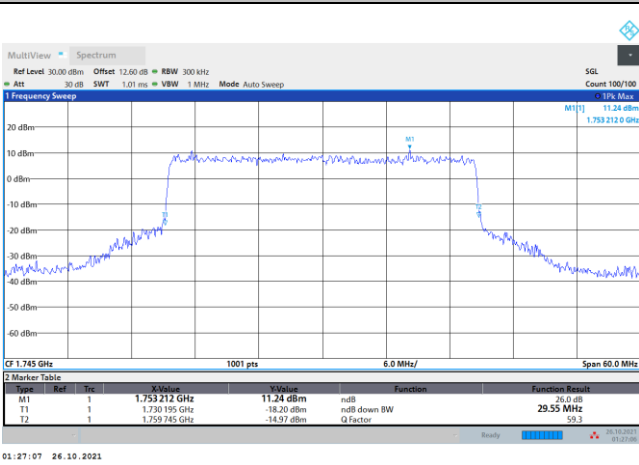 MultiView Spectrum
Ref Level 30.00 dBm Offset 12.60 dB RBW 300 kHz SGL
Att 30 dB SWT 1.01 ms VBW 1 MHz Mode Auto Sweep Count 100/100
1 Frequency Sweep 1Pk Max
M1[1] 11.24 dBm
1.753 212 0 GHz
20 dBm
M1
10 dBm
0 dBm
-10 dBm
T1 T2
-20 dBm
-30 dBm
-40 dBm
-50 dBm
-60 dBm
CF 1.745 GHz 1001 pts 6.0 MHz/ Span 60.0 MHz
2 Marker Table
Type Ref Trc X-Value Y-Value Function Function Result
M1 1 1.753 212 GHz 11.24 dBm ndB 26.0 dB
T1 1 1.730 195 GHz -18.20 dBm ndB down BW 29.55 MHz
T2 1 1.759 745 GHz -14.97 dBm Q Factor 59.3
Ready 26.10.2021
01:27:06
01:27:07 26.10.2021